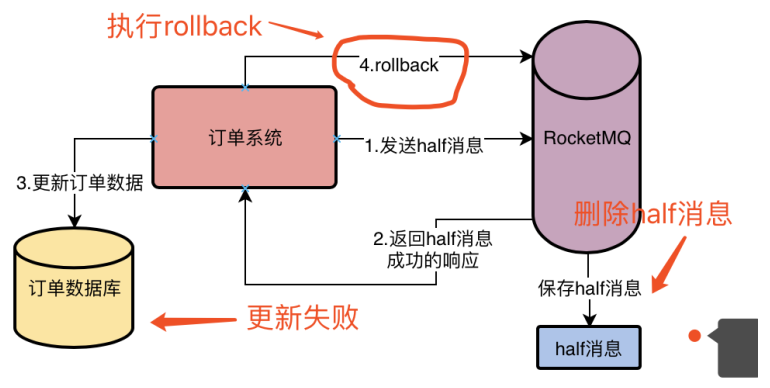 执行rollback
4.rollback
订单系统
1.发送half消息
RocketMQ
3.更新订单数据
删除half消息
2.返回half消息
成功的响应
订单数据库
保存half消息
更新失败
half消息